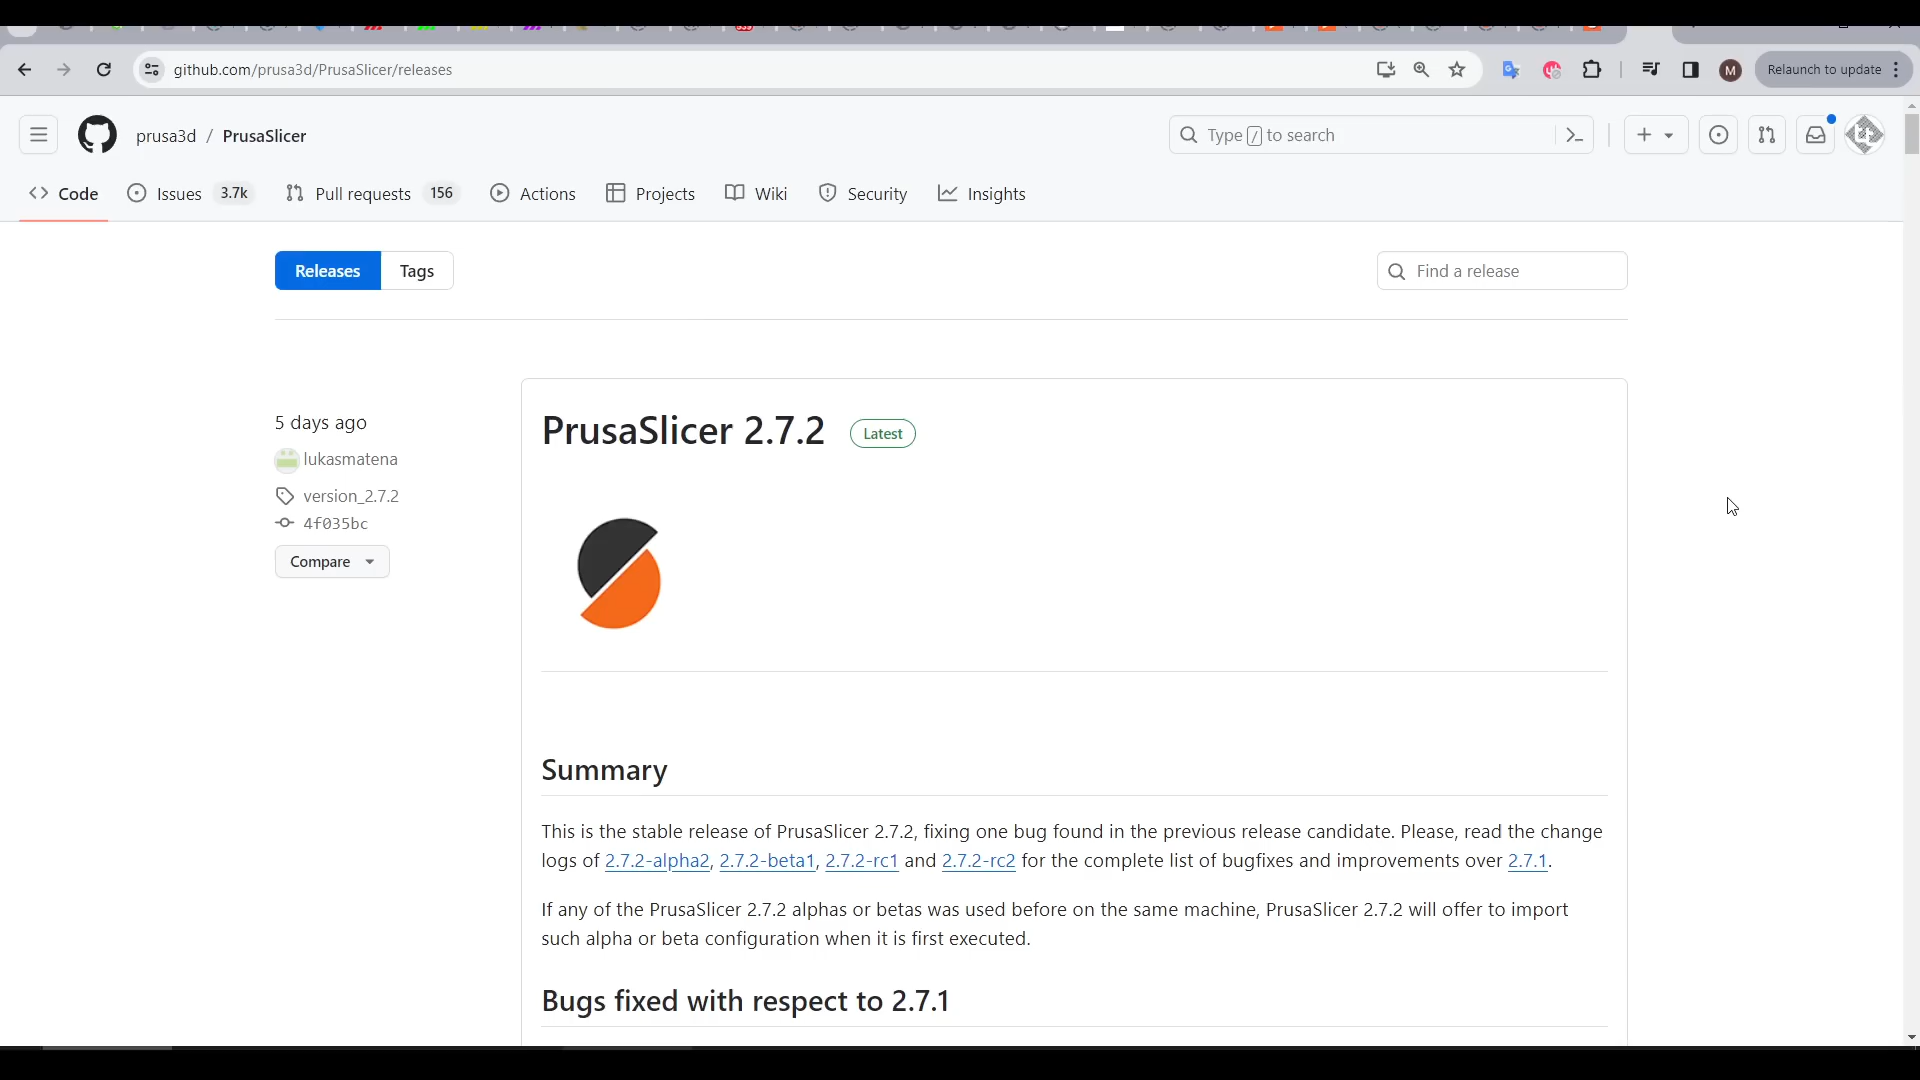 github.com/prusa3d/PrusaSlicer/releases
M
Relaunch to update
prusa3d / PrusaSlicer
Type / to search
Code
Issues 3.7k
Pull requests 156
Actions
Projects
Wiki
Security
Insights
Releases
Tags
Find a release
5 days ago
lukasmatena
version_2.7.2
4f035bc
Compare
PrusaSlicer 2.7.2 Latest
Summary
This is the stable release of PrusaSlicer 2.7.2, fixing one bug found in the previous release candidate. Please, read the change
logs of 2.7.2-alpha2, 2.7.2-beta1, 2.7.2-rc1 and 2.7.2-rc2 for the complete list of bugfixes and improvements over 2.7.1.
If any of the PrusaSlicer 2.7.2 alphas or betas was used before on the same machine, PrusaSlicer 2.7.2 will offer to import
such alpha or beta configuration when it is first executed.
Bugs fixed with respect to 2.7.1